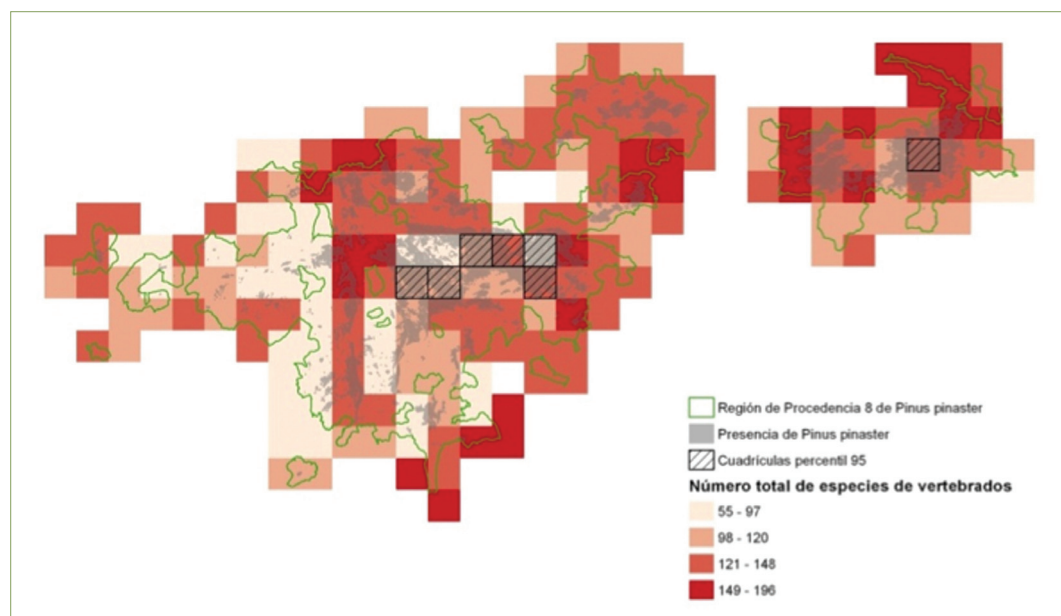 Región de Procedencia 8 de Pinus pinaster
Presencia de Pinus pinaster
Cuadrículas percentil 95
Número total de especies de vertebrados
55 - 97
98 - 120
121 - 148
149 - 196